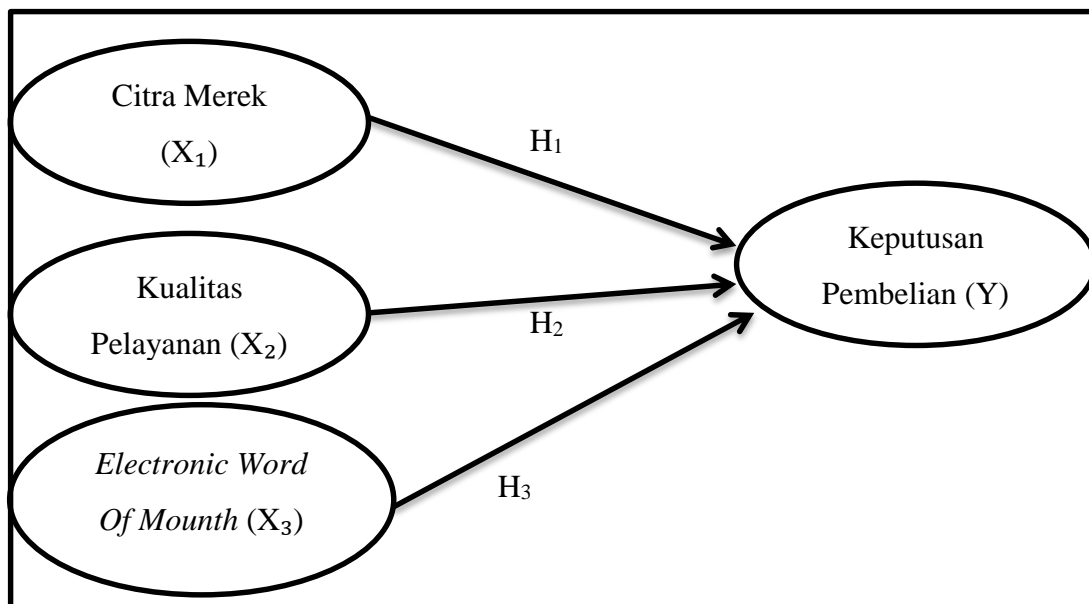 Citra Merek
(X₁)
H₁
Keputusan
Pembelian (Y)
Kualitas
Pelayanan (X₂)
H₂
Electronic Word
Of Mounth (X₃)
H₃